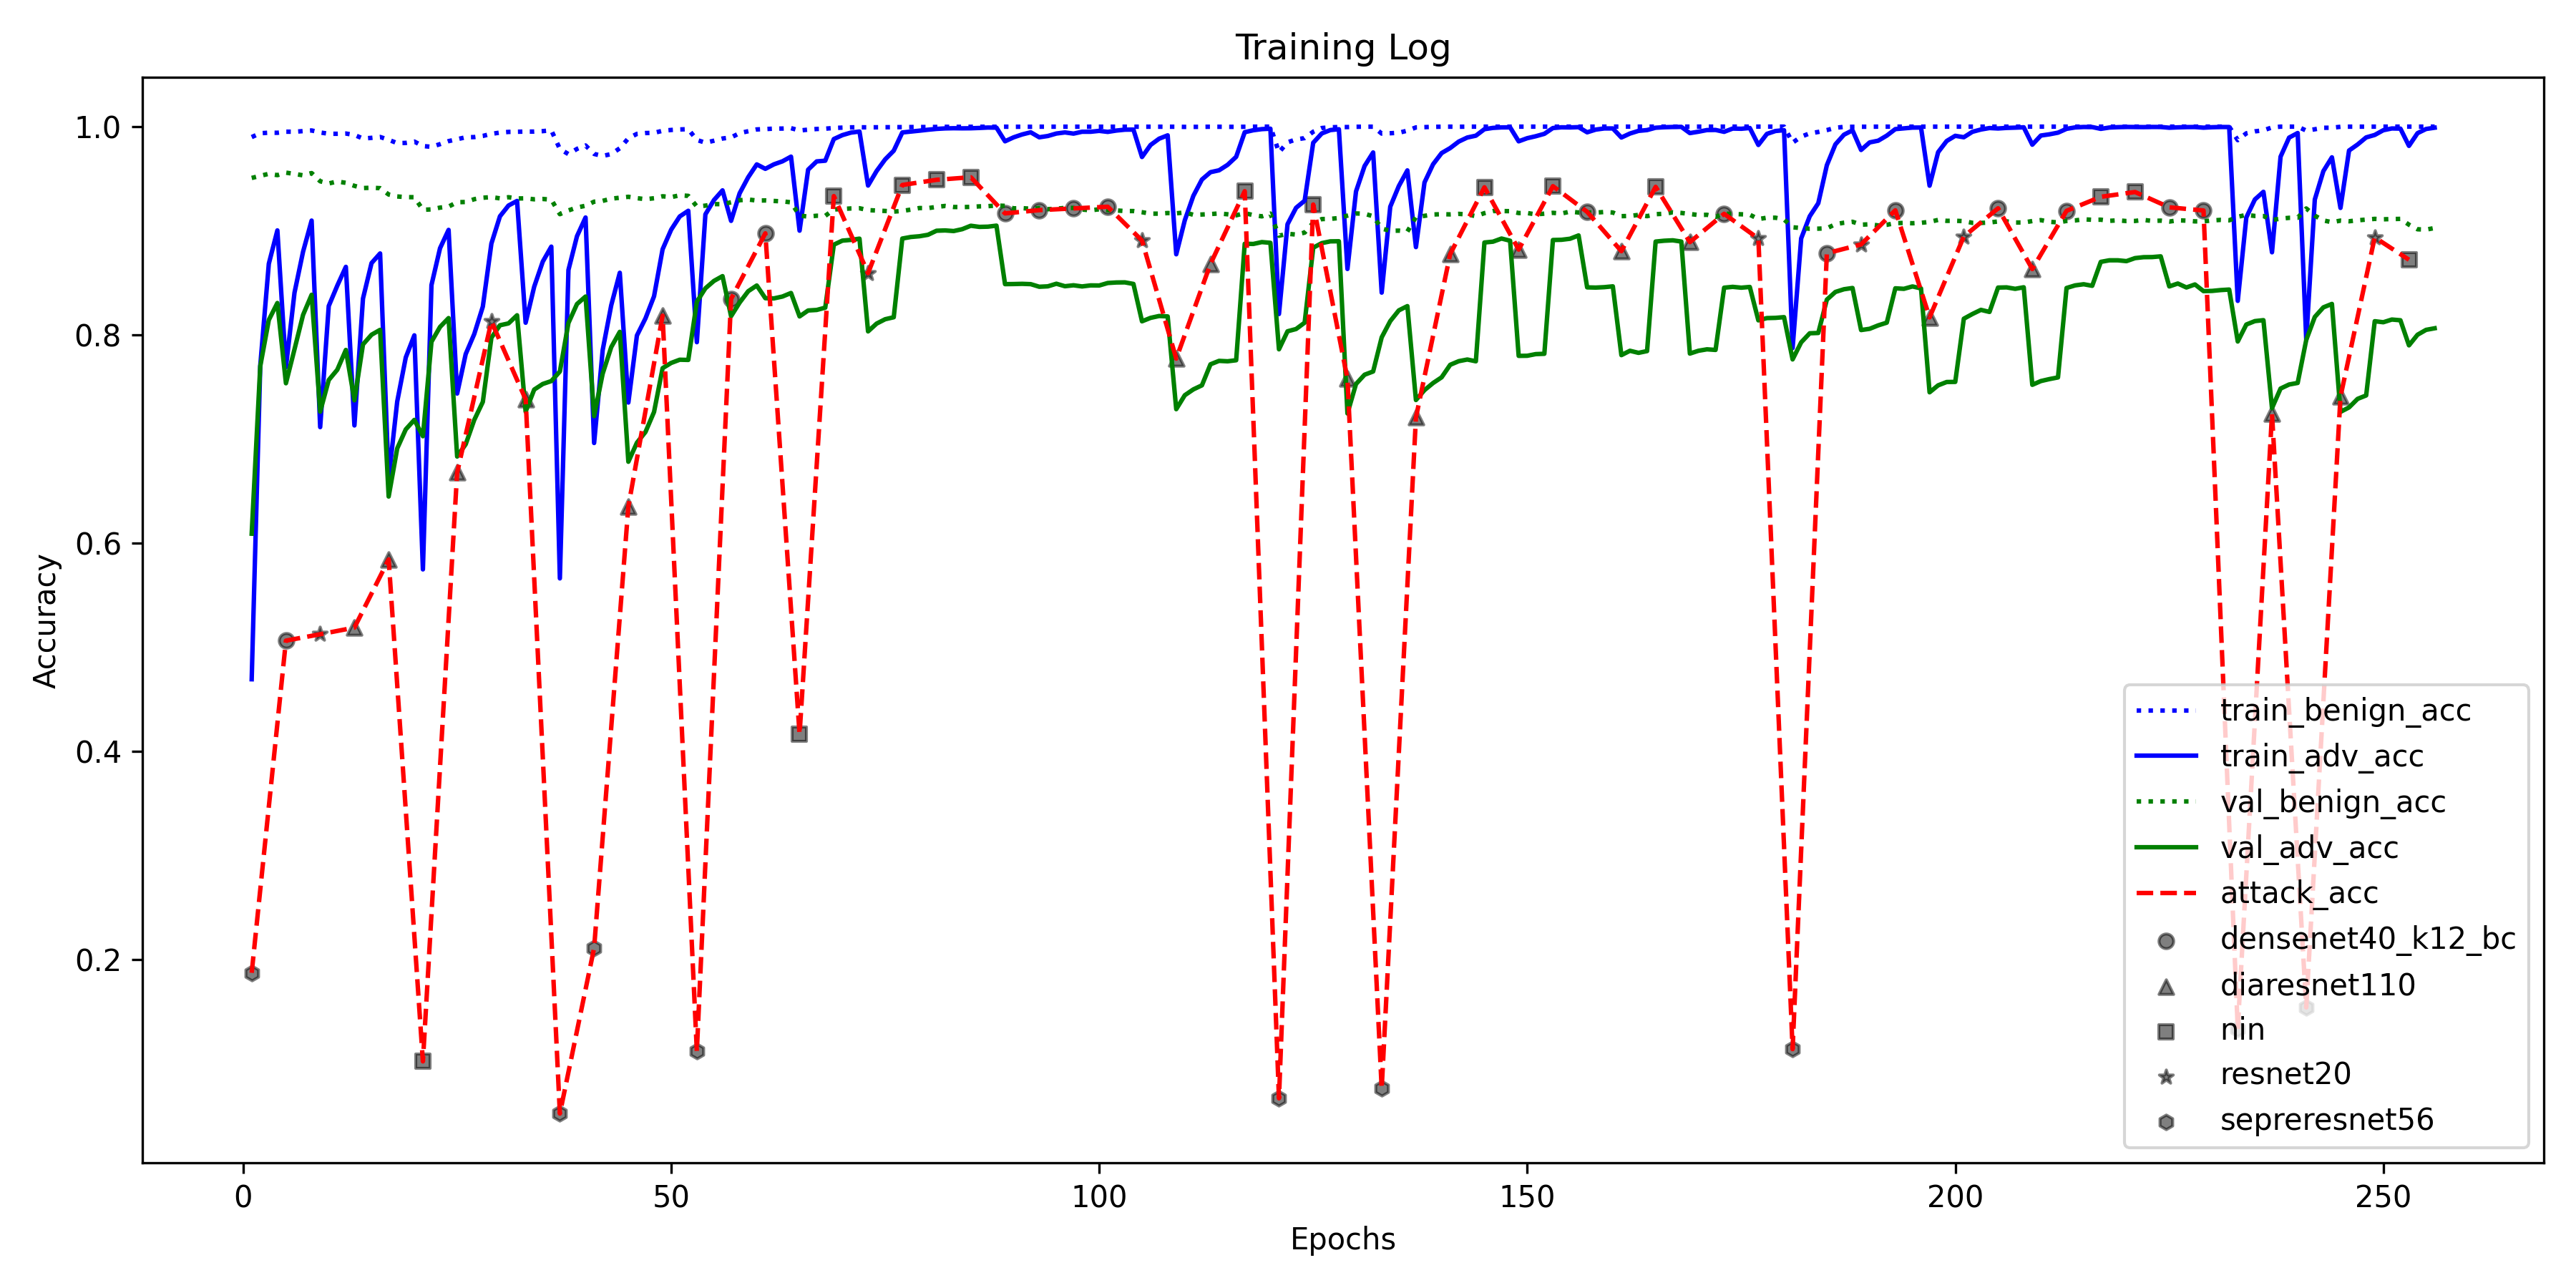 Training Log
1.0
0.8
0.6
0.4
0.2
Accuracy
0
50
100
150
200
250
Epochs
train_benign_acc
train_adv_acc
val_benign_acc
val_adv_acc
attack_acc
densenet40_k12_bc
diaresnet110
nin
resnet20
sepreresnet56